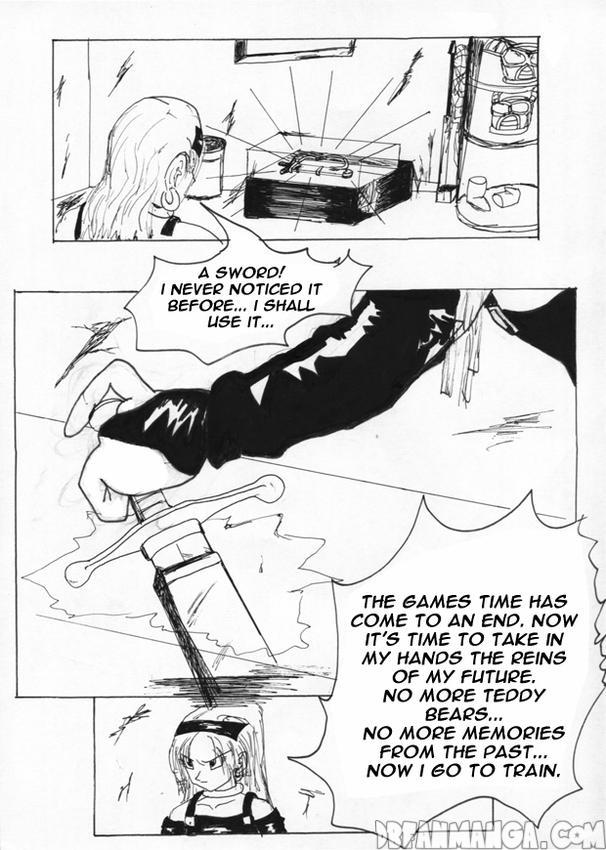 A SWORD!
I NEVER NOTICED IT
BEFORE... I SHALL
USE IT...
THE GAMES TIME HAS
COME TO AN END. NOW
IT'S TIME TO TAKE IN
MY HANDS THE REINS
OF MY FUTURE.
NO MORE TEDDY
BEARS...
NO MORE MEMORIES
FROM THE PAST...
NOW I GO TO TRAIN.
DBFANMANGA.COM